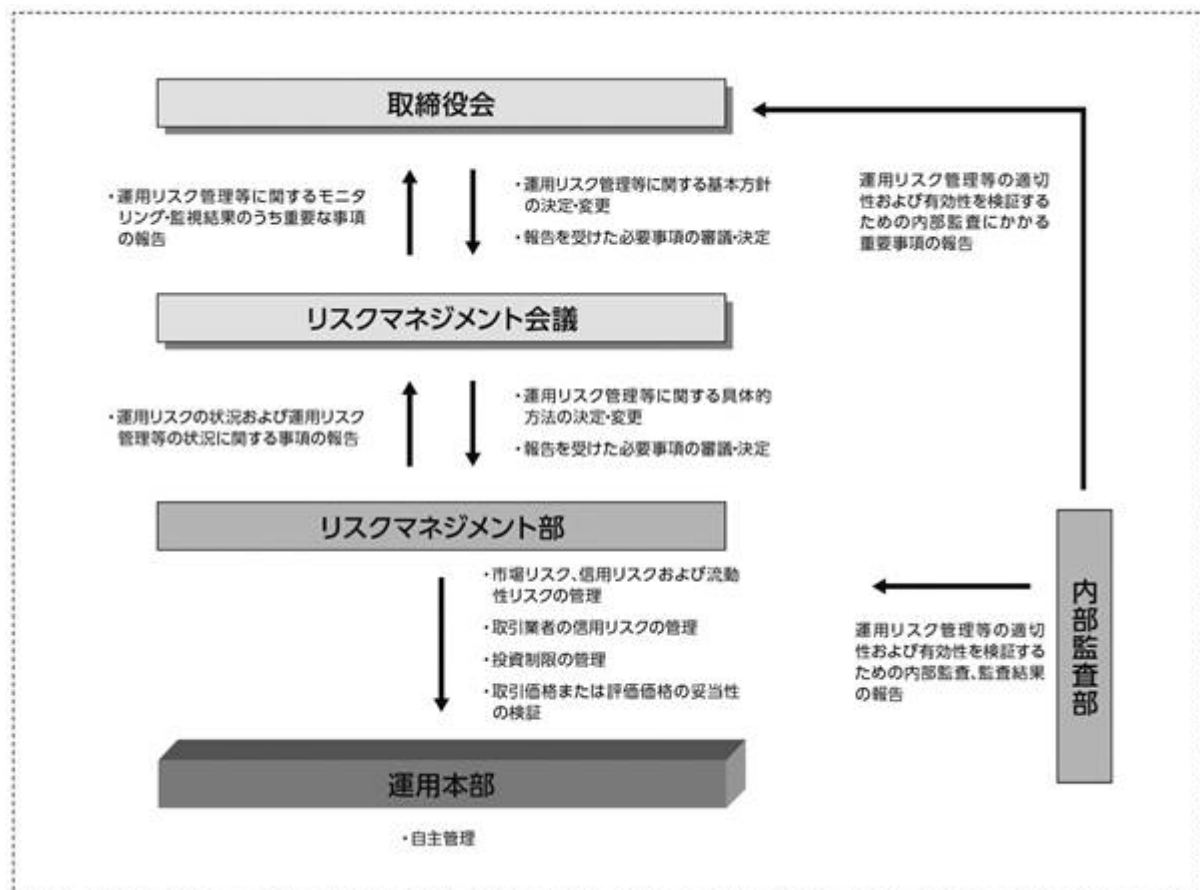 取締役会
・運用リスク管理等に関するモニタ
リング・監視結果のうち重要な事項
の報告
・運用リスク管理等に関する基本方針
の決定・変更
・報告を受けた必要事項の審議・決定
運用リスク管理等の適切
性および有効性を検証する
ための内部監査にかかる
重要事項の報告
リスクマネジメント会議
・運用リスクの状況および運用リスク
管理等の状況に関する事項の報告
・運用リスク管理等に関する具体的
方法の決定・変更
・報告を受けた必要事項の審議・決定
リスクマネジメント部
・市場リスク、信用リスクおよび流動
性リスクの管理
・取引業者の信用リスクの管理
・投資制限の管理
・取引価格または評価価格の妥当性
の検証
運用リスク管理等の適切
性および有効性を検証する
ための内部監査、監査結果
の報告
内部監査部
運用本部
・自主管理